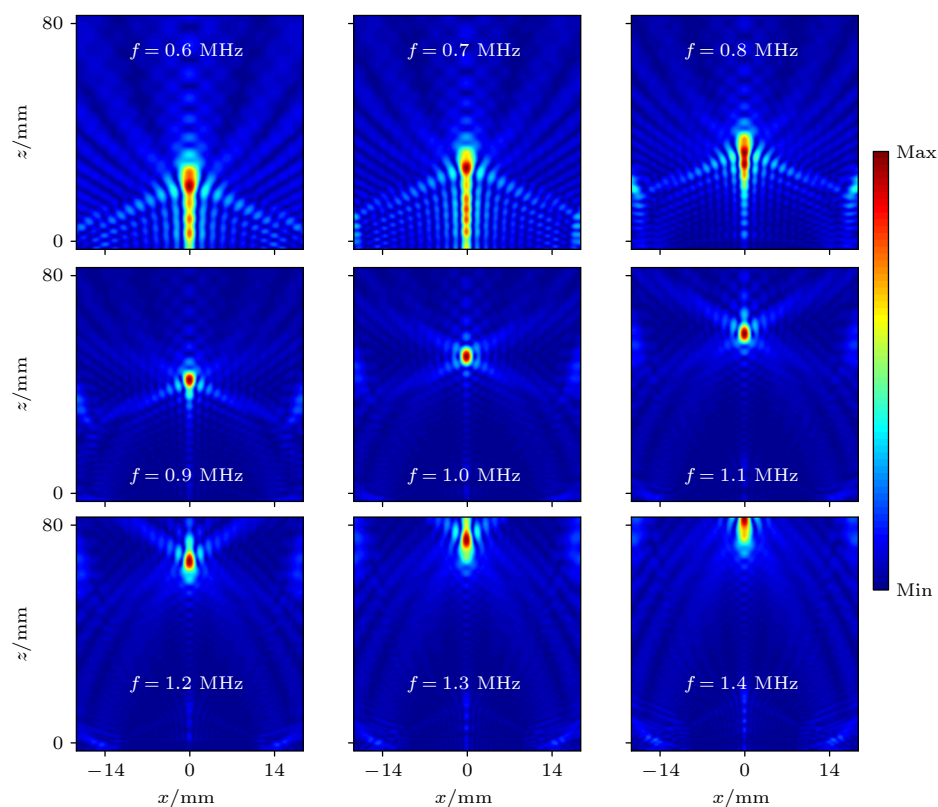 80
z/mm
0
f = 0.6 MHz
f = 0.7 MHz
f = 0.8 MHz
Max
80
z/mm
0
f = 0.9 MHz
f = 1.0 MHz
f = 1.1 MHz
Min
80
z/mm
0
f = 1.2 MHz
f = 1.3 MHz
f = 1.4 MHz
−14 0 14
−14 0 14
−14 0 14
x/mm
x/mm
x/mm